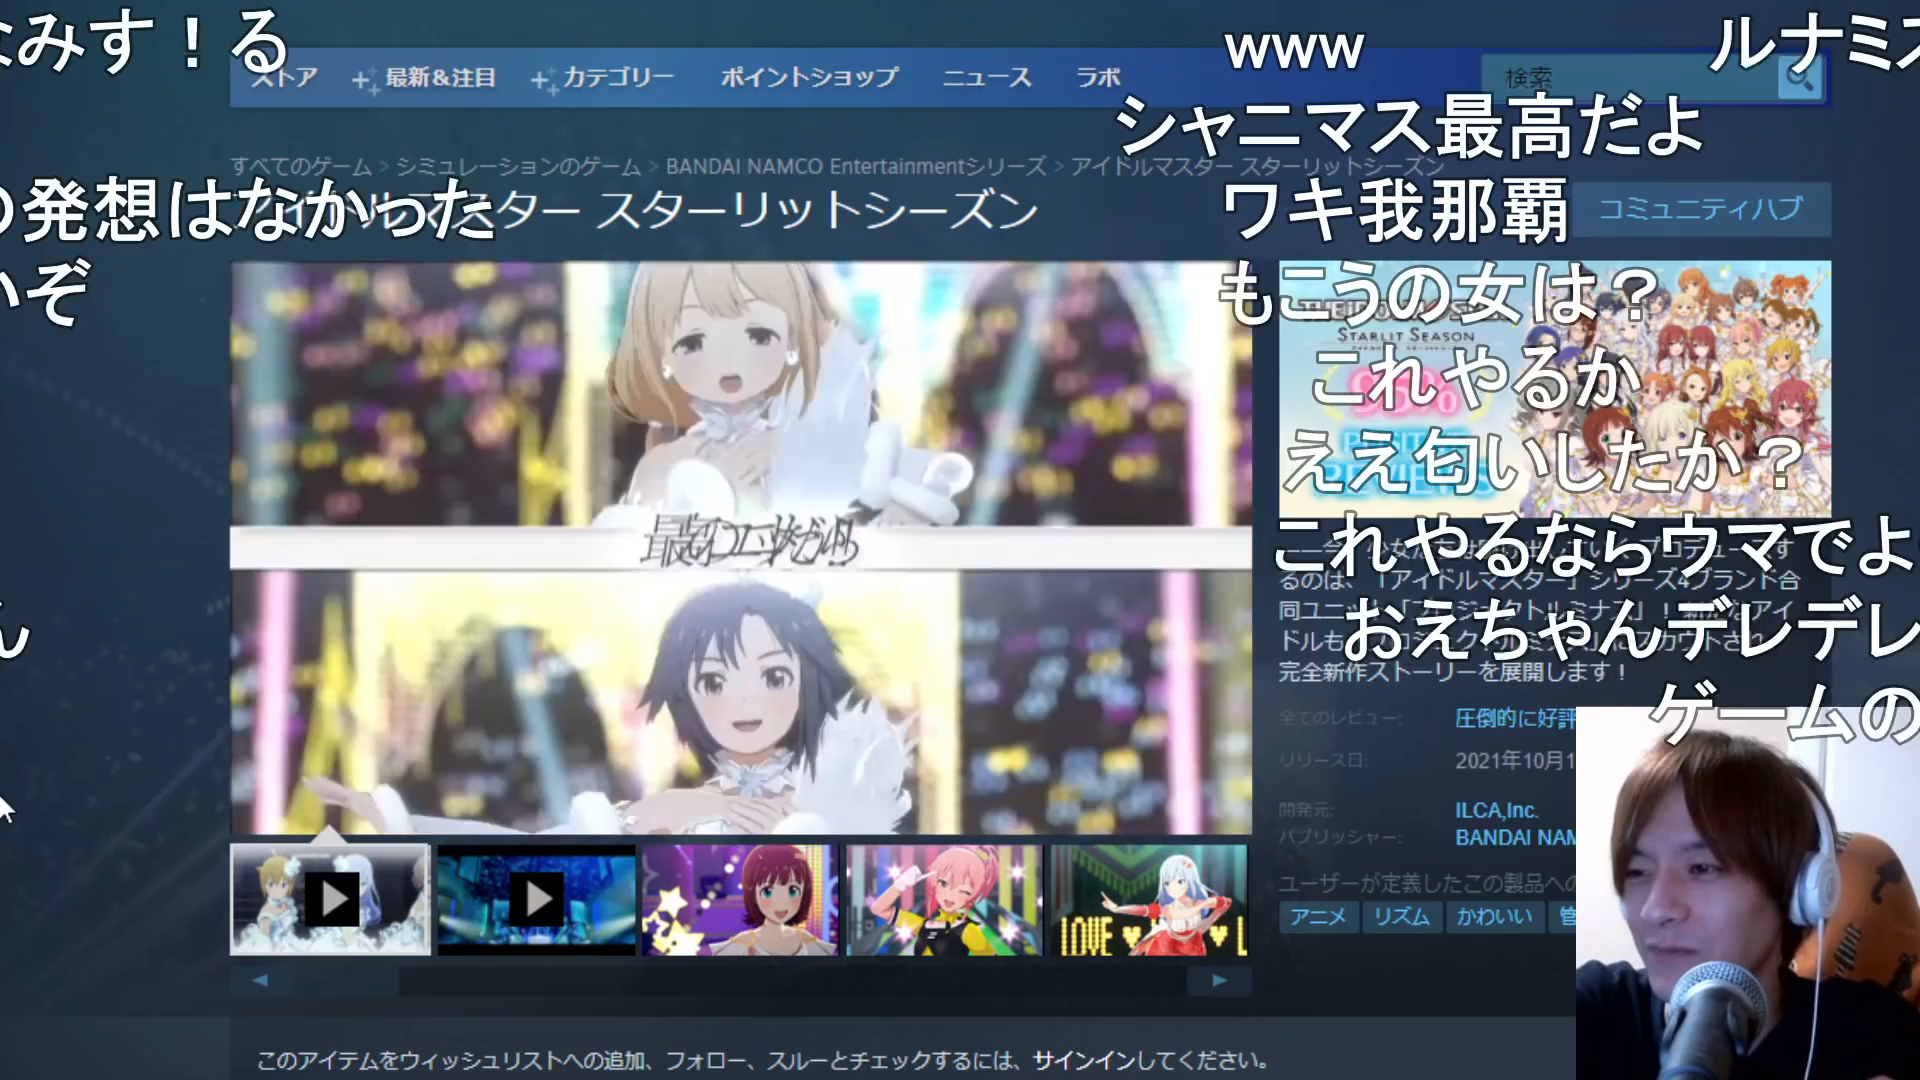 なみす！る
www
ルナミス
ストア
最新＆注目
カテゴリー
ポイントショップ
ニュース
ラボ
検索
シャニマス最高だよ
すべてのゲーム > シミュレーションのゲーム > BANDAI NAMCO Entertainmentシリーズ > アイドルマスター スターリットシーズン
の発想はなかった
アイドルマスター スターリットシーズン
ワキ我那覇
コミュニティハブ
いぞ
もこうの女は？
STARLIT SEASON
これやるか
ええ匂いしたか？
これやるならウマでよ
るのは、「アイドルマスター」シリーズ4ブランド合
おえちゃんデレデレ
ん
完全新作ストーリーを展開します！
ゲームの
全てのレビュー:
圧倒的に好評
リリース日:
2021年10月1
開発元:
ILCA,Inc.
パブリッシャー:
BANDAI NAM
ユーザーが定義したこの製品への
アニメ
リズム
かわいい
LOVE
このアイテムをウィッシュリストへの追加、フォロー、スルーとチェックするには、サインインしてください。